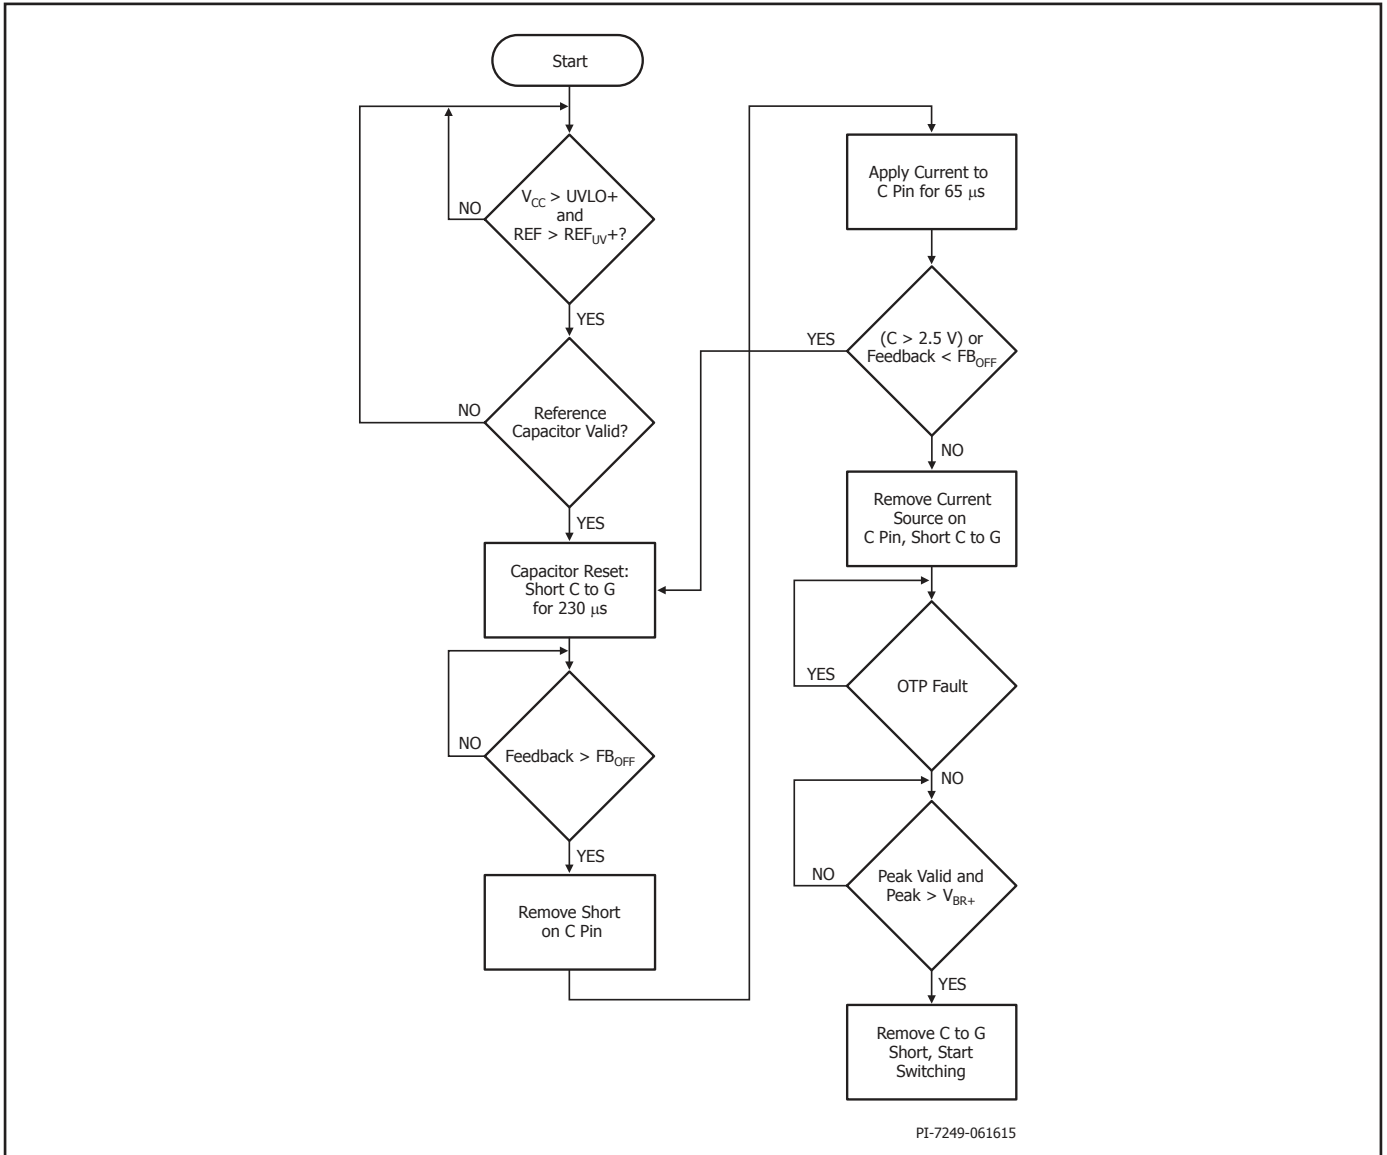 Start
V_CC > UVLO+
and
REF > REF_UV+?
NO
YES
Reference
Capacitor Valid?
NO
YES
Capacitor Reset:
Short C to G
for 230 μs
Feedback > FB_OFF
NO
YES
Remove Short
on C Pin
Apply Current to
C Pin for 65 μs
(C > 2.5 V) or
Feedback < FB_OFF
YES
NO
Remove Current
Source on
C Pin, Short C to G
OTP Fault
YES
NO
Peak Valid and
Peak > V_BR+
NO
YES
Remove C to G
Short, Start
Switching
PI-7249-061615